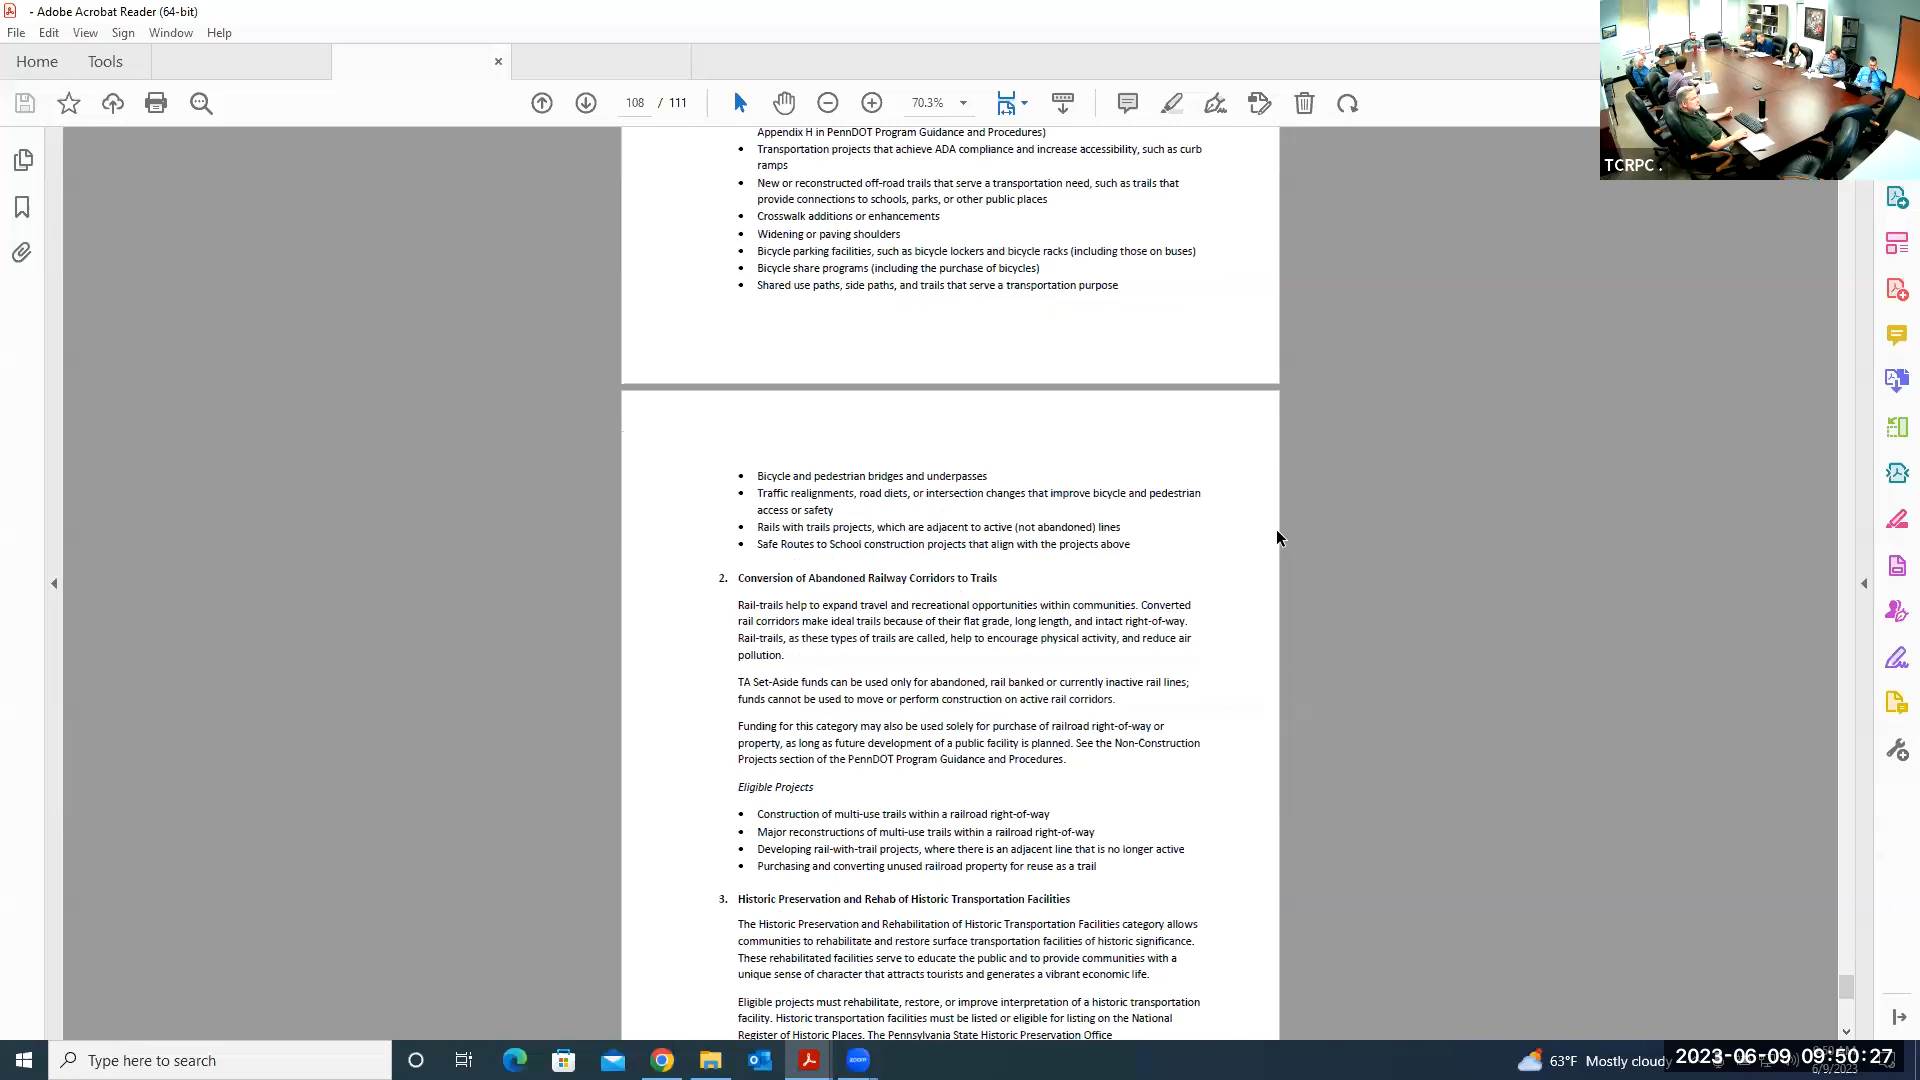 - Adobe Acrobat Reader (64-bit)
File Edit View Sign Window Help
Home Tools
108 / 111 70.3%
TCRPC .
Appendix H in PennDOT Program Guidance and Procedures)
• Transportation projects that achieve ADA compliance and increase accessibility, such as curb
ramps
• New or reconstructed off-road trails that serve a transportation need, such as trails that
provide connections to schools, parks, or other public places
• Crosswalk additions or enhancements
• Widening or paving shoulders
• Bicycle parking facilities, such as bicycle lockers and bicycle racks (including those on buses)
• Bicycle share programs (including the purchase of bicycles)
• Shared use paths, side paths, and trails that serve a transportation purpose
• Bicycle and pedestrian bridges and underpasses
• Traffic realignments, road diets, or intersection changes that improve bicycle and pedestrian
access or safety
• Rails with trails projects, which are adjacent to active (not abandoned) lines
• Safe Routes to School construction projects that align with the projects above
2. Conversion of Abandoned Railway Corridors to Trails
Rail-trails help to expand travel and recreational opportunities within communities. Converted
rail corridors make ideal trails because of their flat grade, long length, and intact right-of-way.
Rail-trails, as these types of trails are called, help to encourage physical activity, and reduce air
pollution.
TA Set-Aside funds can be used only for abandoned, rail banked or currently inactive rail lines;
funds cannot be used to move or perform construction on active rail corridors.
Funding for this category may also be used solely for purchase of railroad right-of-way or
property, as long as future development of a public facility is planned. See the Non-Construction
Projects section of the PennDOT Program Guidance and Procedures.
Eligible Projects
• Construction of multi-use trails within a railroad right-of-way
• Major reconstructions of multi-use trails within a railroad right-of-way
• Developing rail-with-trail projects, where there is an adjacent line that is no longer active
• Purchasing and converting unused railroad property for reuse as a trail
3. Historic Preservation and Rehab of Historic Transportation Facilities
The Historic Preservation and Rehabilitation of Historic Transportation Facilities category allows
communities to rehabilitate and restore surface transportation facilities of historic significance.
These rehabilitated facilities serve to educate the public and to provide communities with a
unique sense of character that attracts tourists and generates a vibrant economic life.
Eligible projects must rehabilitate, restore, or improve interpretation of a historic transportation
facility. Historic transportation facilities must be listed or eligible for listing on the National
Register of Historic Places. The Pennsylvania State Historic Preservation Office
Type here to search
zoom
63°F Mostly cloudy
2023-06-09 09:50:27
6/9/2023